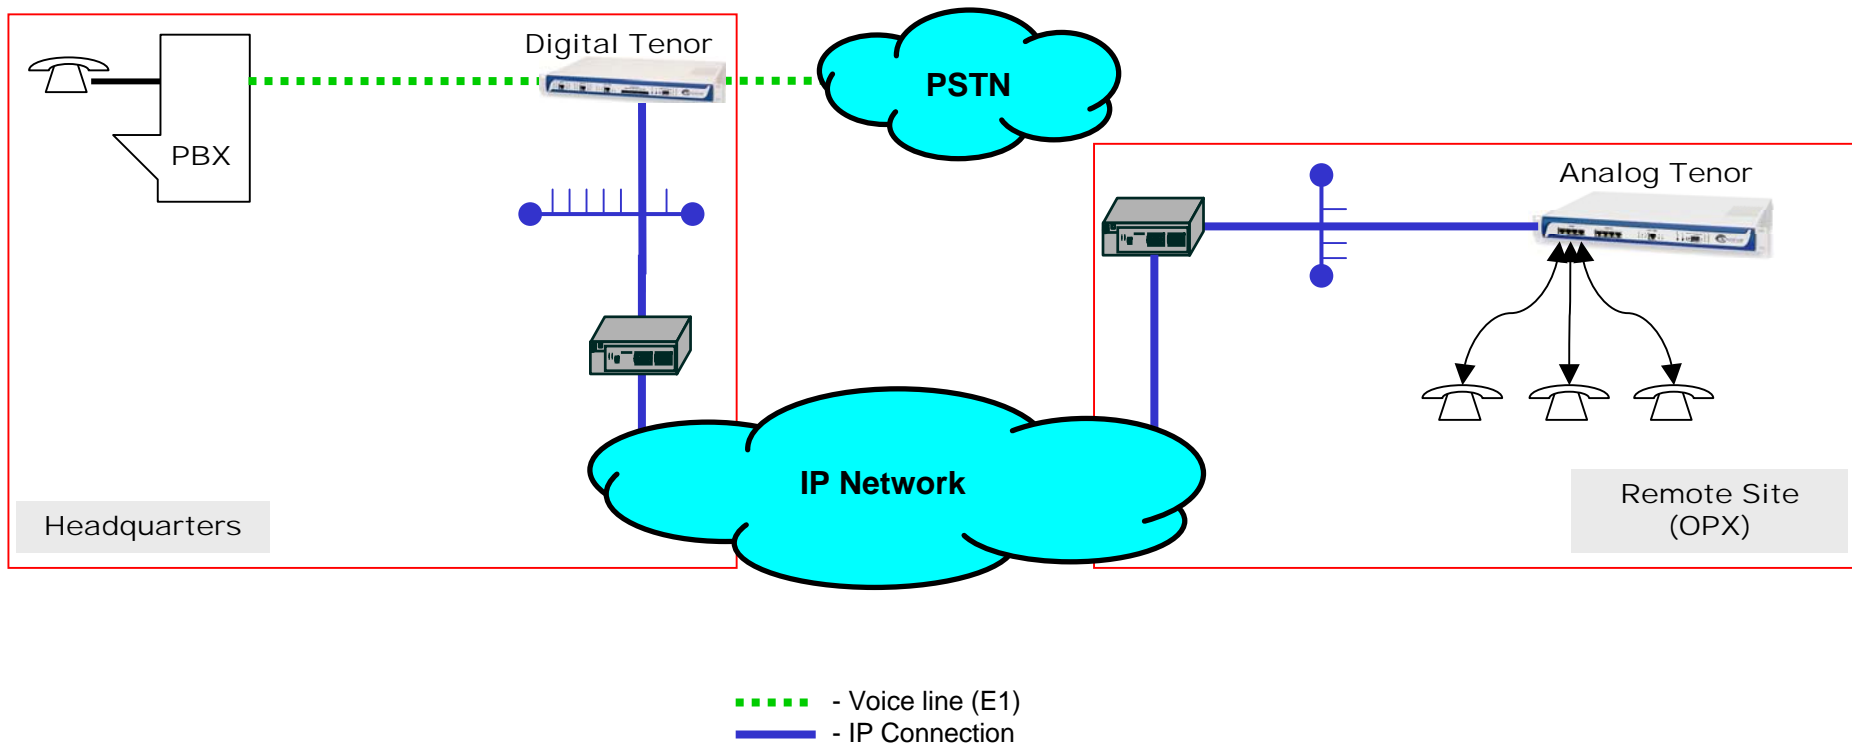 Digital Tenor
PSTN
PBX
Analog Tenor
IP Network
Headquarters
Remote Site
(OPX)
- Voice line (E1)
- IP Connection